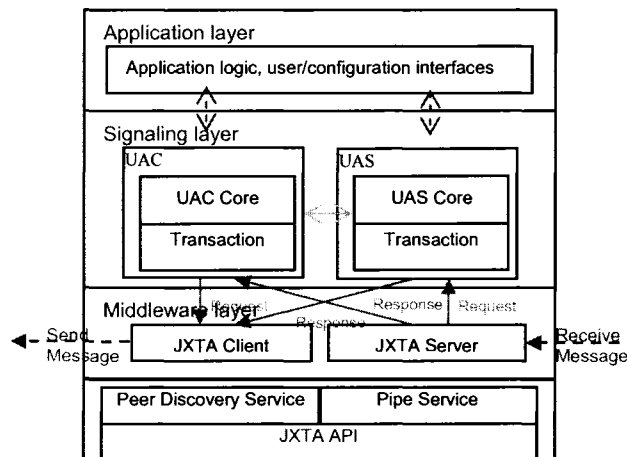 Application layer
Application logic, user/configuration interfaces
Signaling layer
UAC
UAS
UAC Core
UAS Core
Transaction
Transaction
Request
Response
Request
Middleware layer
Response
Send
Message
JXTA Client
JXTA Server
Receive
Message
Peer Discovery Service
Pipe Service
JXTA API